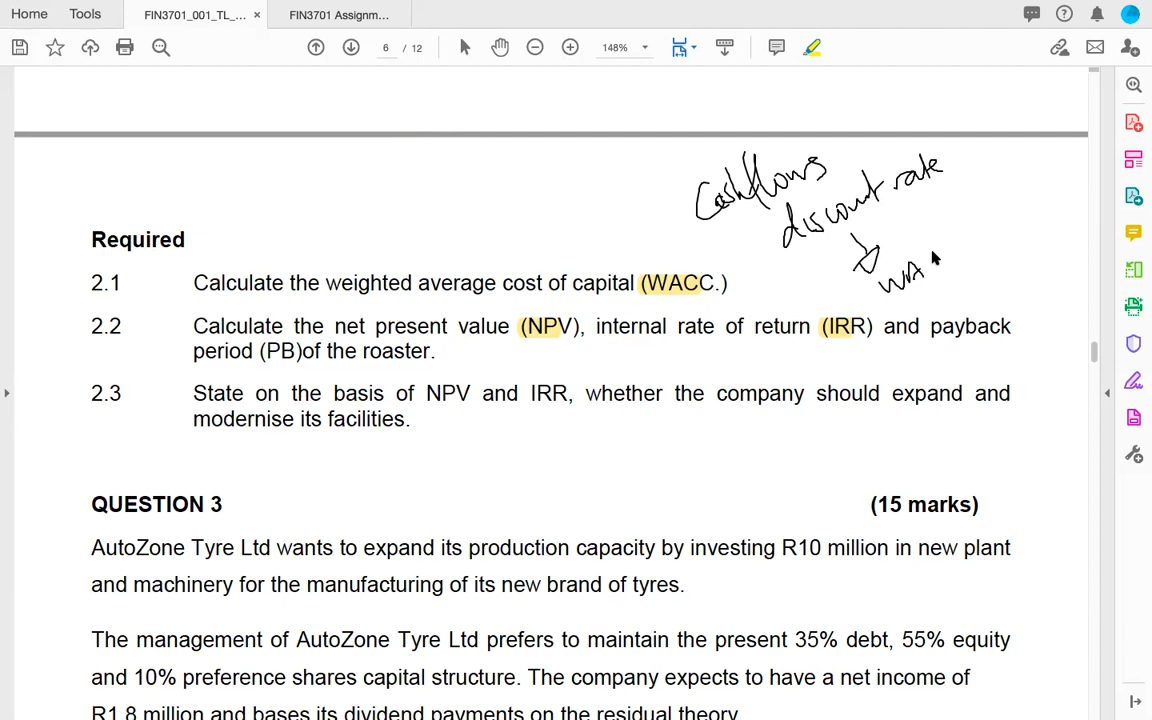 Home
Tools
FIN3701_001_TL_...
×
FIN3701 Assignm...
6 / 12
148%
Cashflows
discount rate
WA
Required
2.1 Calculate the weighted average cost of capital (WACC.)
2.2 Calculate the net present value (NPV), internal rate of return (IRR) and payback
period (PB)of the roaster.
2.3 State on the basis of NPV and IRR, whether the company should expand and
modernise its facilities.
QUESTION 3 (15 marks)
AutoZone Tyre Ltd wants to expand its production capacity by investing R10 million in new plant
and machinery for the manufacturing of its new brand of tyres.
The management of AutoZone Tyre Ltd prefers to maintain the present 35% debt, 55% equity
and 10% preference shares capital structure. The company expects to have a net income of
R1.8 million and bases its dividend payments on the residual theory